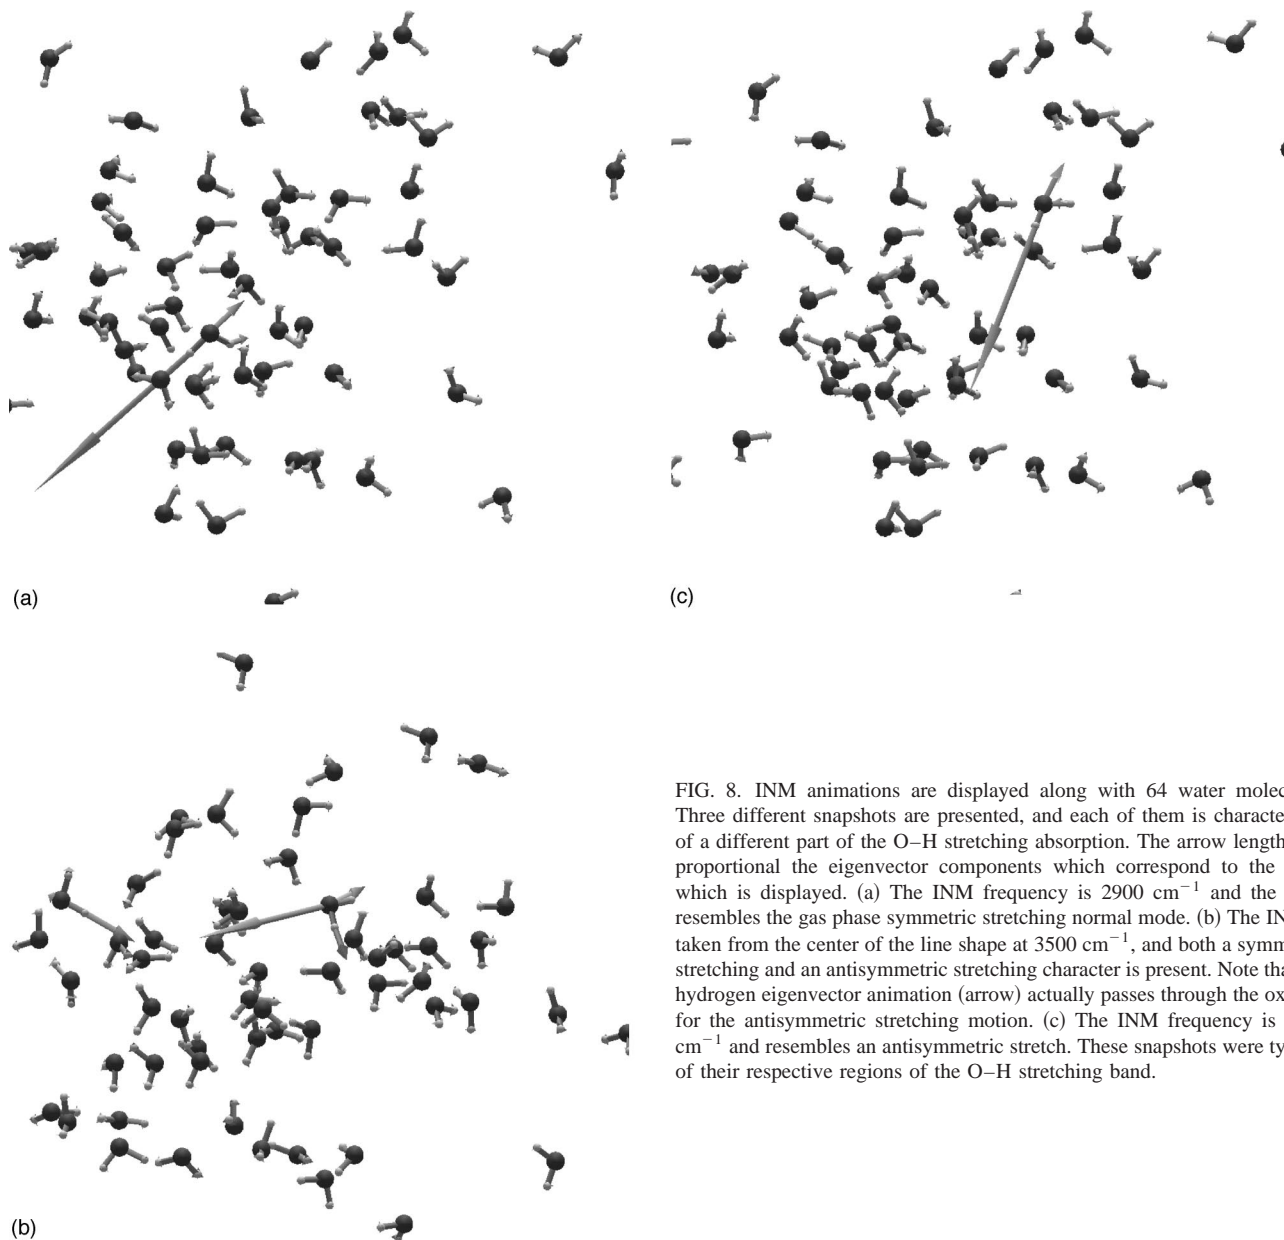 (a)
(c)
(b)
FIG. 8. INM animations are displayed along with 64 water molec
Three different snapshots are presented, and each of them is characte
of a different part of the O–H stretching absorption. The arrow length
proportional the eigenvector components which correspond to the
which is displayed. (a) The INM frequency is 2900 cm⁻¹ and the
resembles the gas phase symmetric stretching normal mode. (b) The IN
taken from the center of the line shape at 3500 cm⁻¹, and both a symm
stretching and an antisymmetric stretching character is present. Note tha
hydrogen eigenvector animation (arrow) actually passes through the ox
for the antisymmetric stretching motion. (c) The INM frequency is
cm⁻¹ and resembles an antisymmetric stretch. These snapshots were ty
of their respective regions of the O–H stretching band.